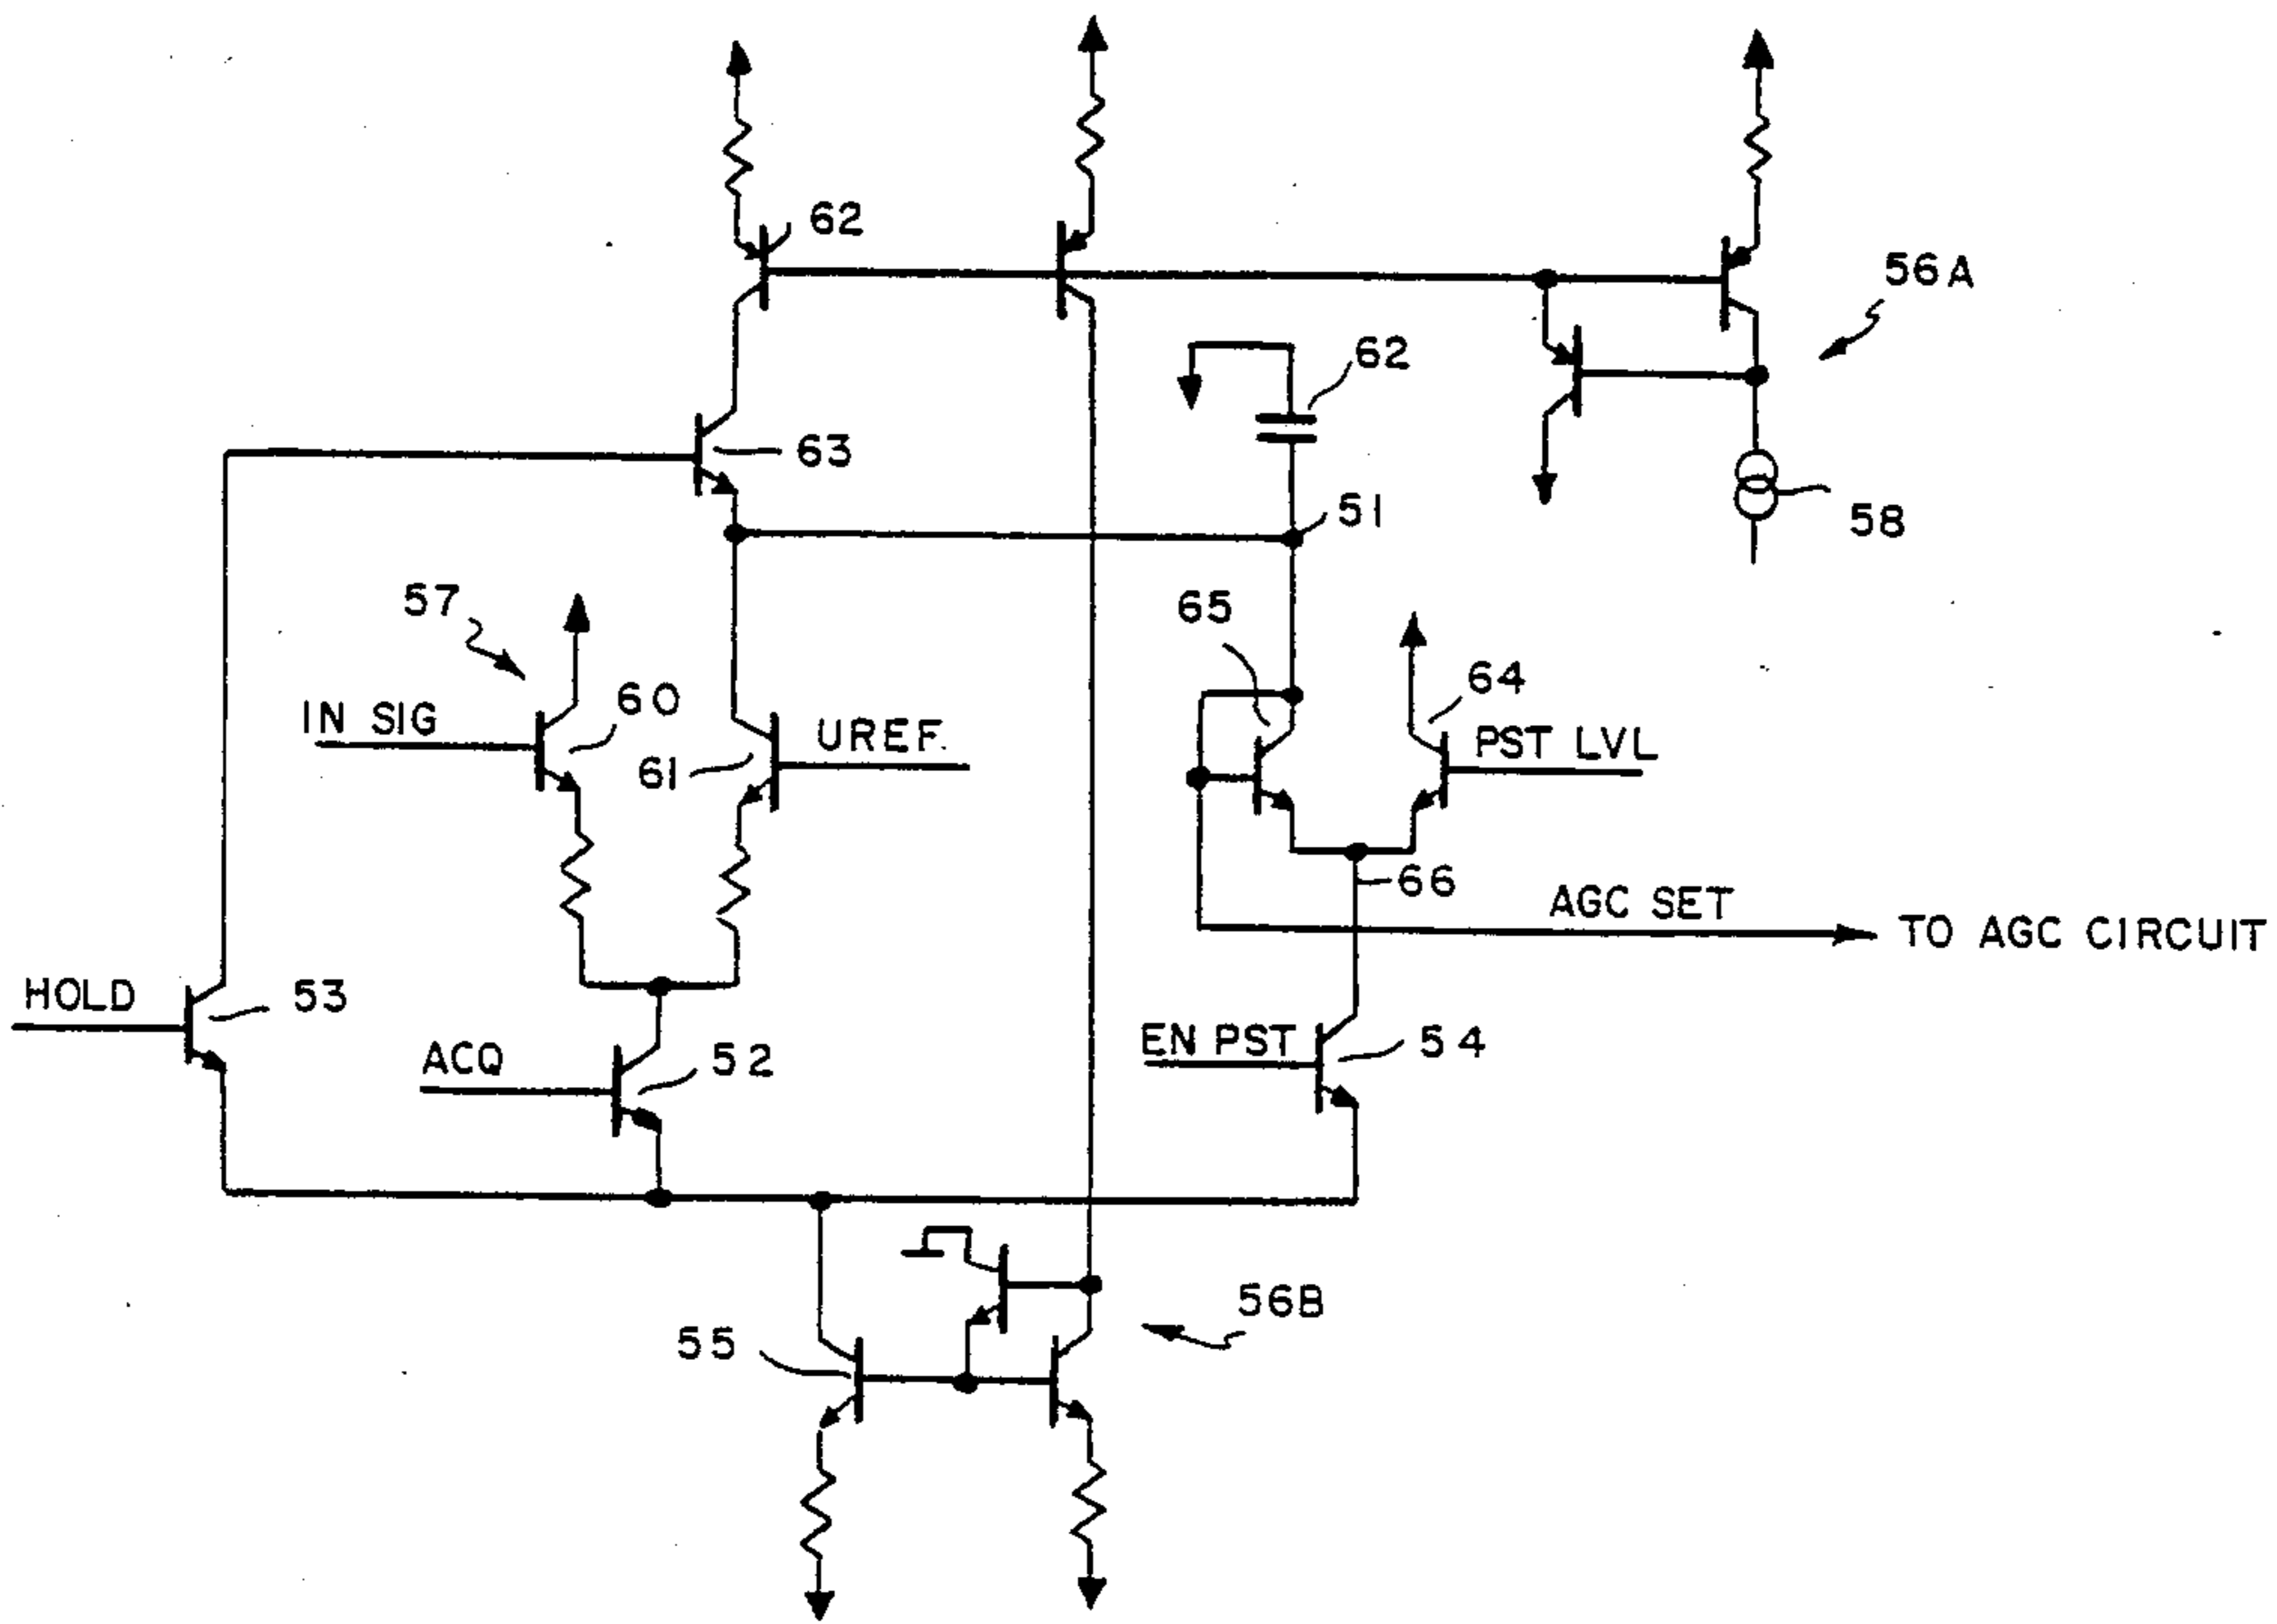 62
56A
62
63
51
58
57
65
60
64
IN SIG
UREF
PST LVL
61
66
AGC SET
TO AGC CIRCUIT
HOLD
53
EN PST
54
ACQ
52
56B
55